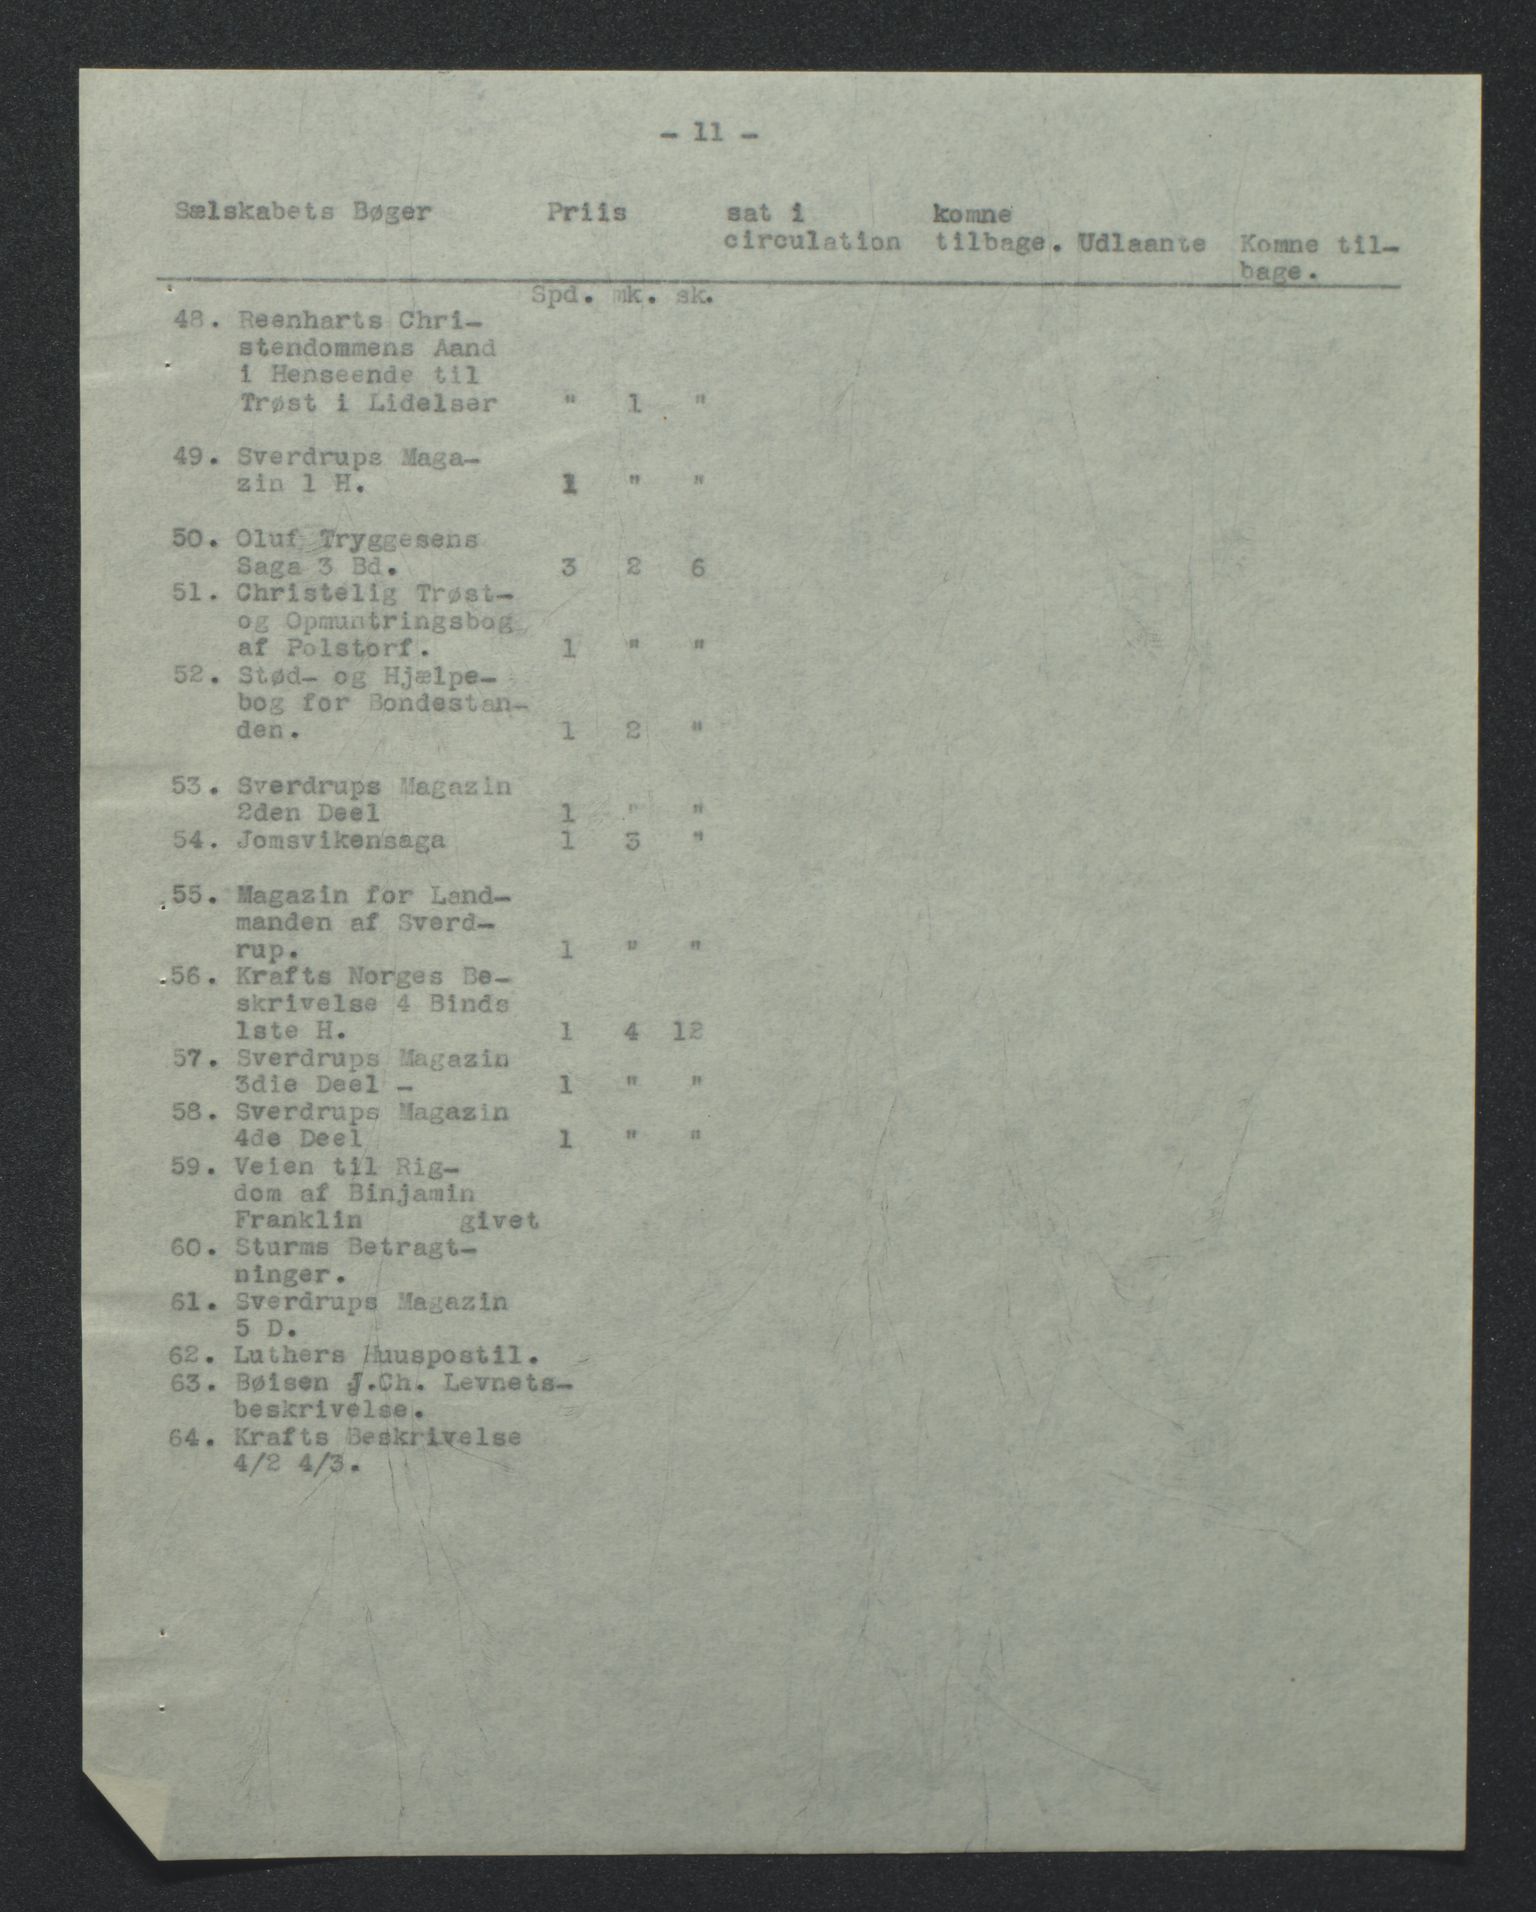 - 11 -
Sælskabets Bøger Priis sat i komne
circulation tilbage. Udlaante Komne til-
bage.
Spd. mk. sk.
48. Reenharts Chri-
stendommens Aand
i Henseende til
Trøst i Lidelser " 1 "
49. Sverdrups Maga-
zin 1 H. 1 " "
50. Oluf Tryggesens
Saga 3 Bd. 3 2 6
51. Christelig Trøst-
og Opmuntringsbog
af Polstorf. 1 " "
52. Stød- og Hjælpe-
bog for Bondestan-
den. 1 2 "
53. Sverdrups Magazin
2den Deel 1 " "
54. Jomsvikensaga 1 3 "
55. Magazin for Land-
manden af Sverd-
rup. 1 " "
56. Krafts Norges Be-
skrivelse 4 Binds
1ste H. 1 4 12
57. Sverdrups Magazin
3die Deel - 1 " "
58. Sverdrups Magazin
4de Deel 1 " "
59. Veien til Rig-
dom af Binjamin
Franklin givet
60. Sturms Betragt-
ninger.
61. Sverdrups Magazin
5 D.
62. Luthers Huuspostil.
63. Bøisen J.Ch. Levnets-
beskrivelse.
64. Krafts Beskrivelse
4/2 4/3.